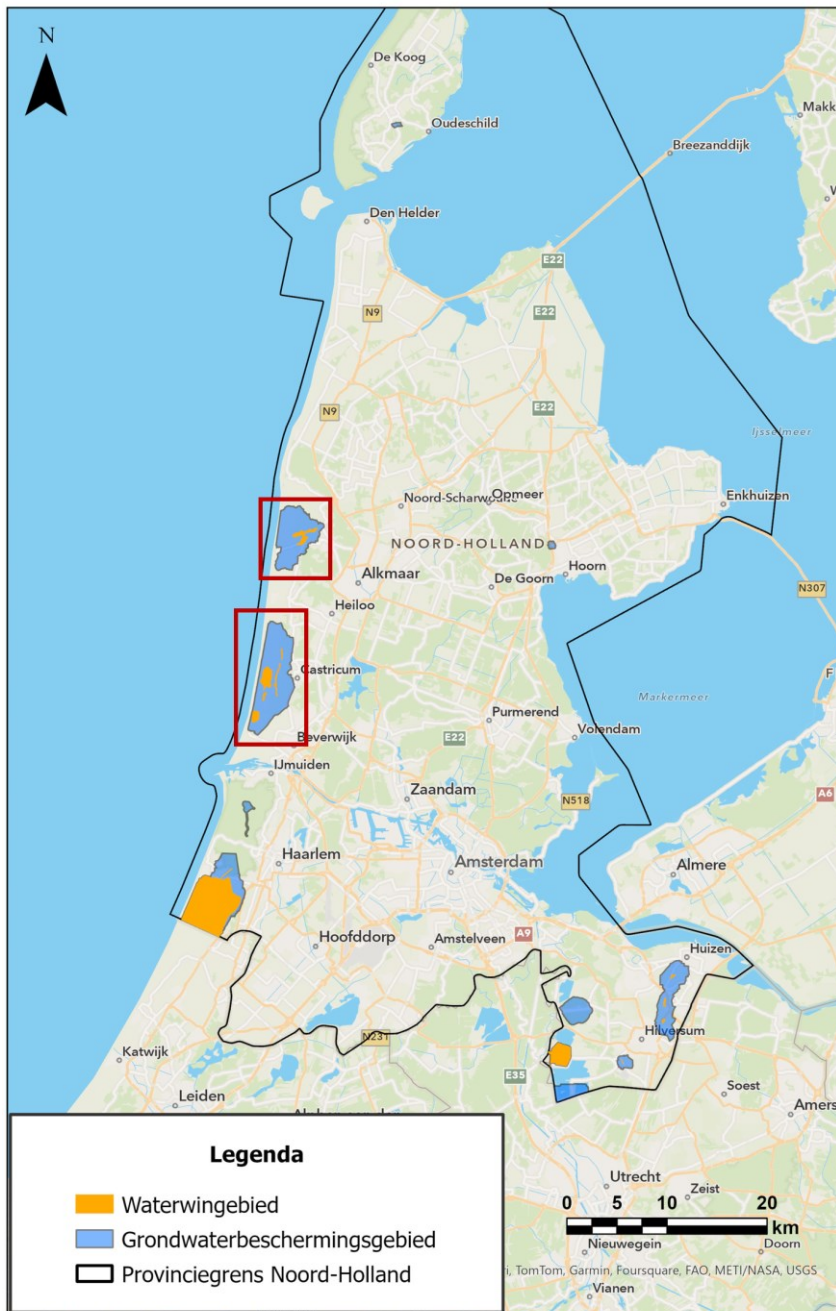 N
De Koog
Oudeschild
Makk
Breezanddijk
W
Den Helder
E22
N9
E22
N9
E22
Ijsselmeer
Noord-Scharwoude
Opmeer
Enkhuizen
NOORD-HOLLAND
Hoorn
Alkmaar
De Goorn
N307
Heiloo
Castricum
F
Markermeer
Purmerend
Volendam
Beverwijk
E22
IJmuiden
Zaandam
N518
A6
Haarlem
Amsterdam
Almere
Hoofddorp
Amstelveen
A9
Huizen
N231
Hilversum
Katwijk
E35
Leiden
Soest
Amers
Legenda
Waterwingebied
Grondwaterbeschermingsgebied
Provinciegrens Noord-Holland
Utrecht
Zeist
0 5 10 20
km
Nieuwegein
Doorn
ri, TomTom, Garmin, Foursquare, FAO, METI/NASA, USGS
Vianen